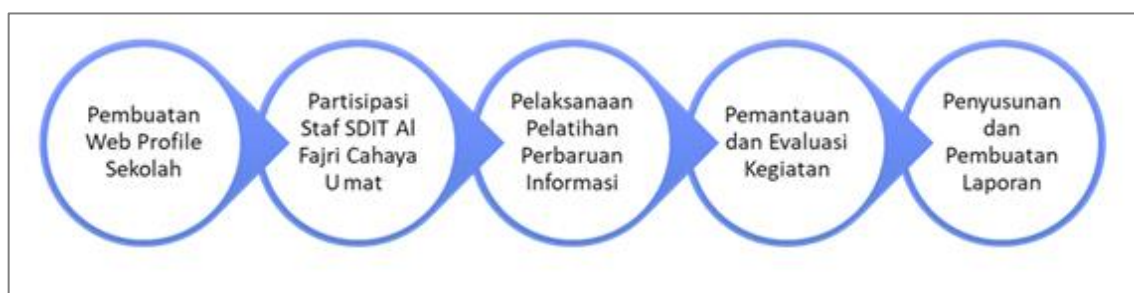 Pembuatan
Web Profile
Sekolah
Partisipasi
Staf SDIT Al
Fajri Cahaya
Umat
Pelaksanaan
Pelatihan
Perbaruan
Informasi
Pemantauan
dan Evaluasi
Kegiatan
Penyusunan
dan
Pembuatan
Laporan